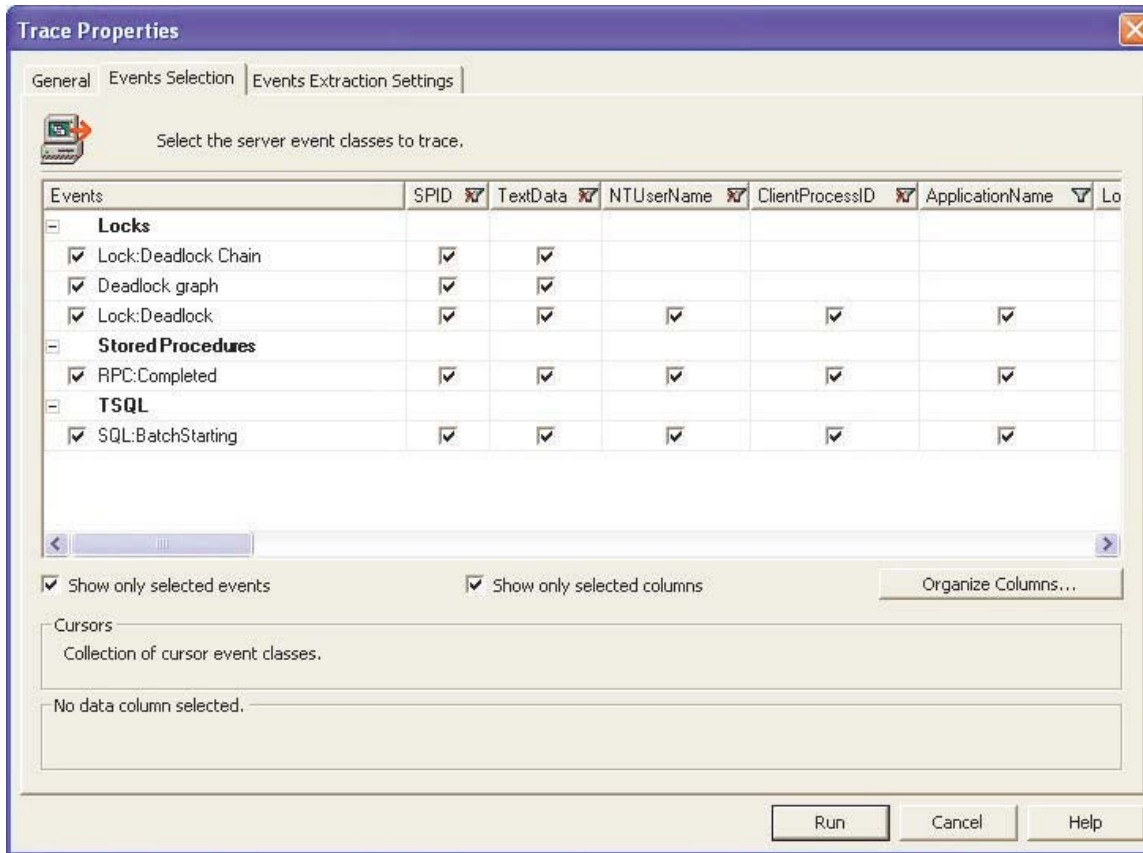 Trace Properties
General Events Selection Events Extraction Settings
Select the server event classes to trace.
Events SPID TextData NTUserName ClientProcessID ApplicationName Lo
Locks
Lock:Deadlock Chain
Deadlock graph
Lock:Deadlock
Stored Procedures
RPC:Completed
TSQL
SQL:BatchStarting
Show only selected events Show only selected columns Organize Columns...
Cursors
Collection of cursor event classes.
No data column selected.
Run Cancel Help